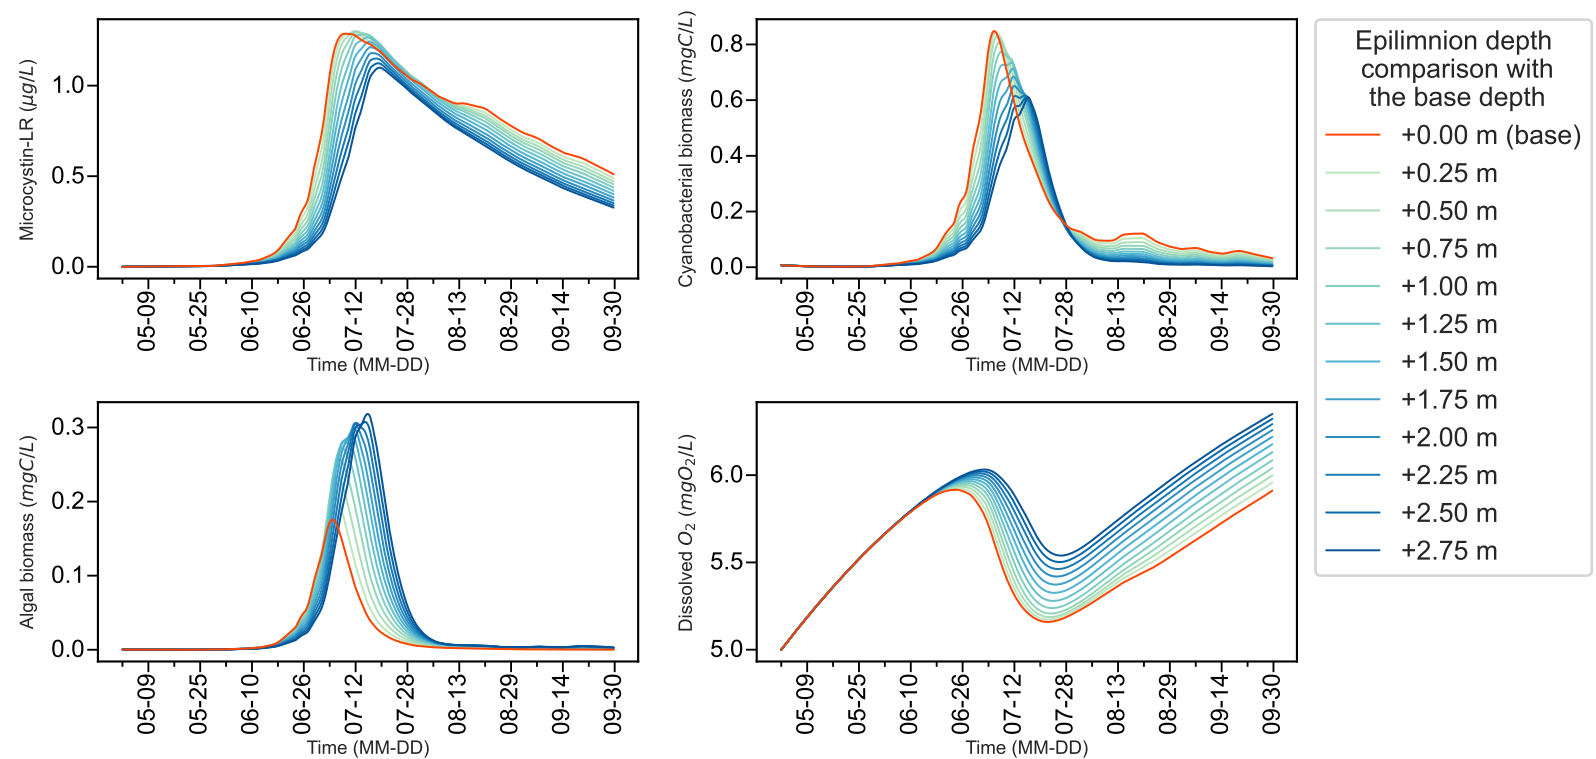 Microcystin-LR (μg/L)
1.0
0.5
0.0
05-09
05-25
06-10
06-26
07-12
07-28
08-13
08-29
09-14
09-30
Time (MM-DD)
Cyanobacterial biomass (mgC/L)
0.8
0.6
0.4
0.2
0.0
05-09
05-25
06-10
06-26
07-12
07-28
08-13
08-29
09-14
09-30
Time (MM-DD)
Algal biomass (mgC/L)
0.3
0.2
0.1
0.0
05-09
05-25
06-10
06-26
07-12
07-28
08-13
08-29
09-14
09-30
Time (MM-DD)
Dissolved O₂ (mgO₂/L)
6.0
5.5
5.0
05-09
05-25
06-10
06-26
07-12
07-28
08-13
08-29
09-14
09-30
Time (MM-DD)
Epilimnion depth
comparison with
the base depth
+0.00 m (base)
+0.25 m
+0.50 m
+0.75 m
+1.00 m
+1.25 m
+1.50 m
+1.75 m
+2.00 m
+2.25 m
+2.50 m
+2.75 m